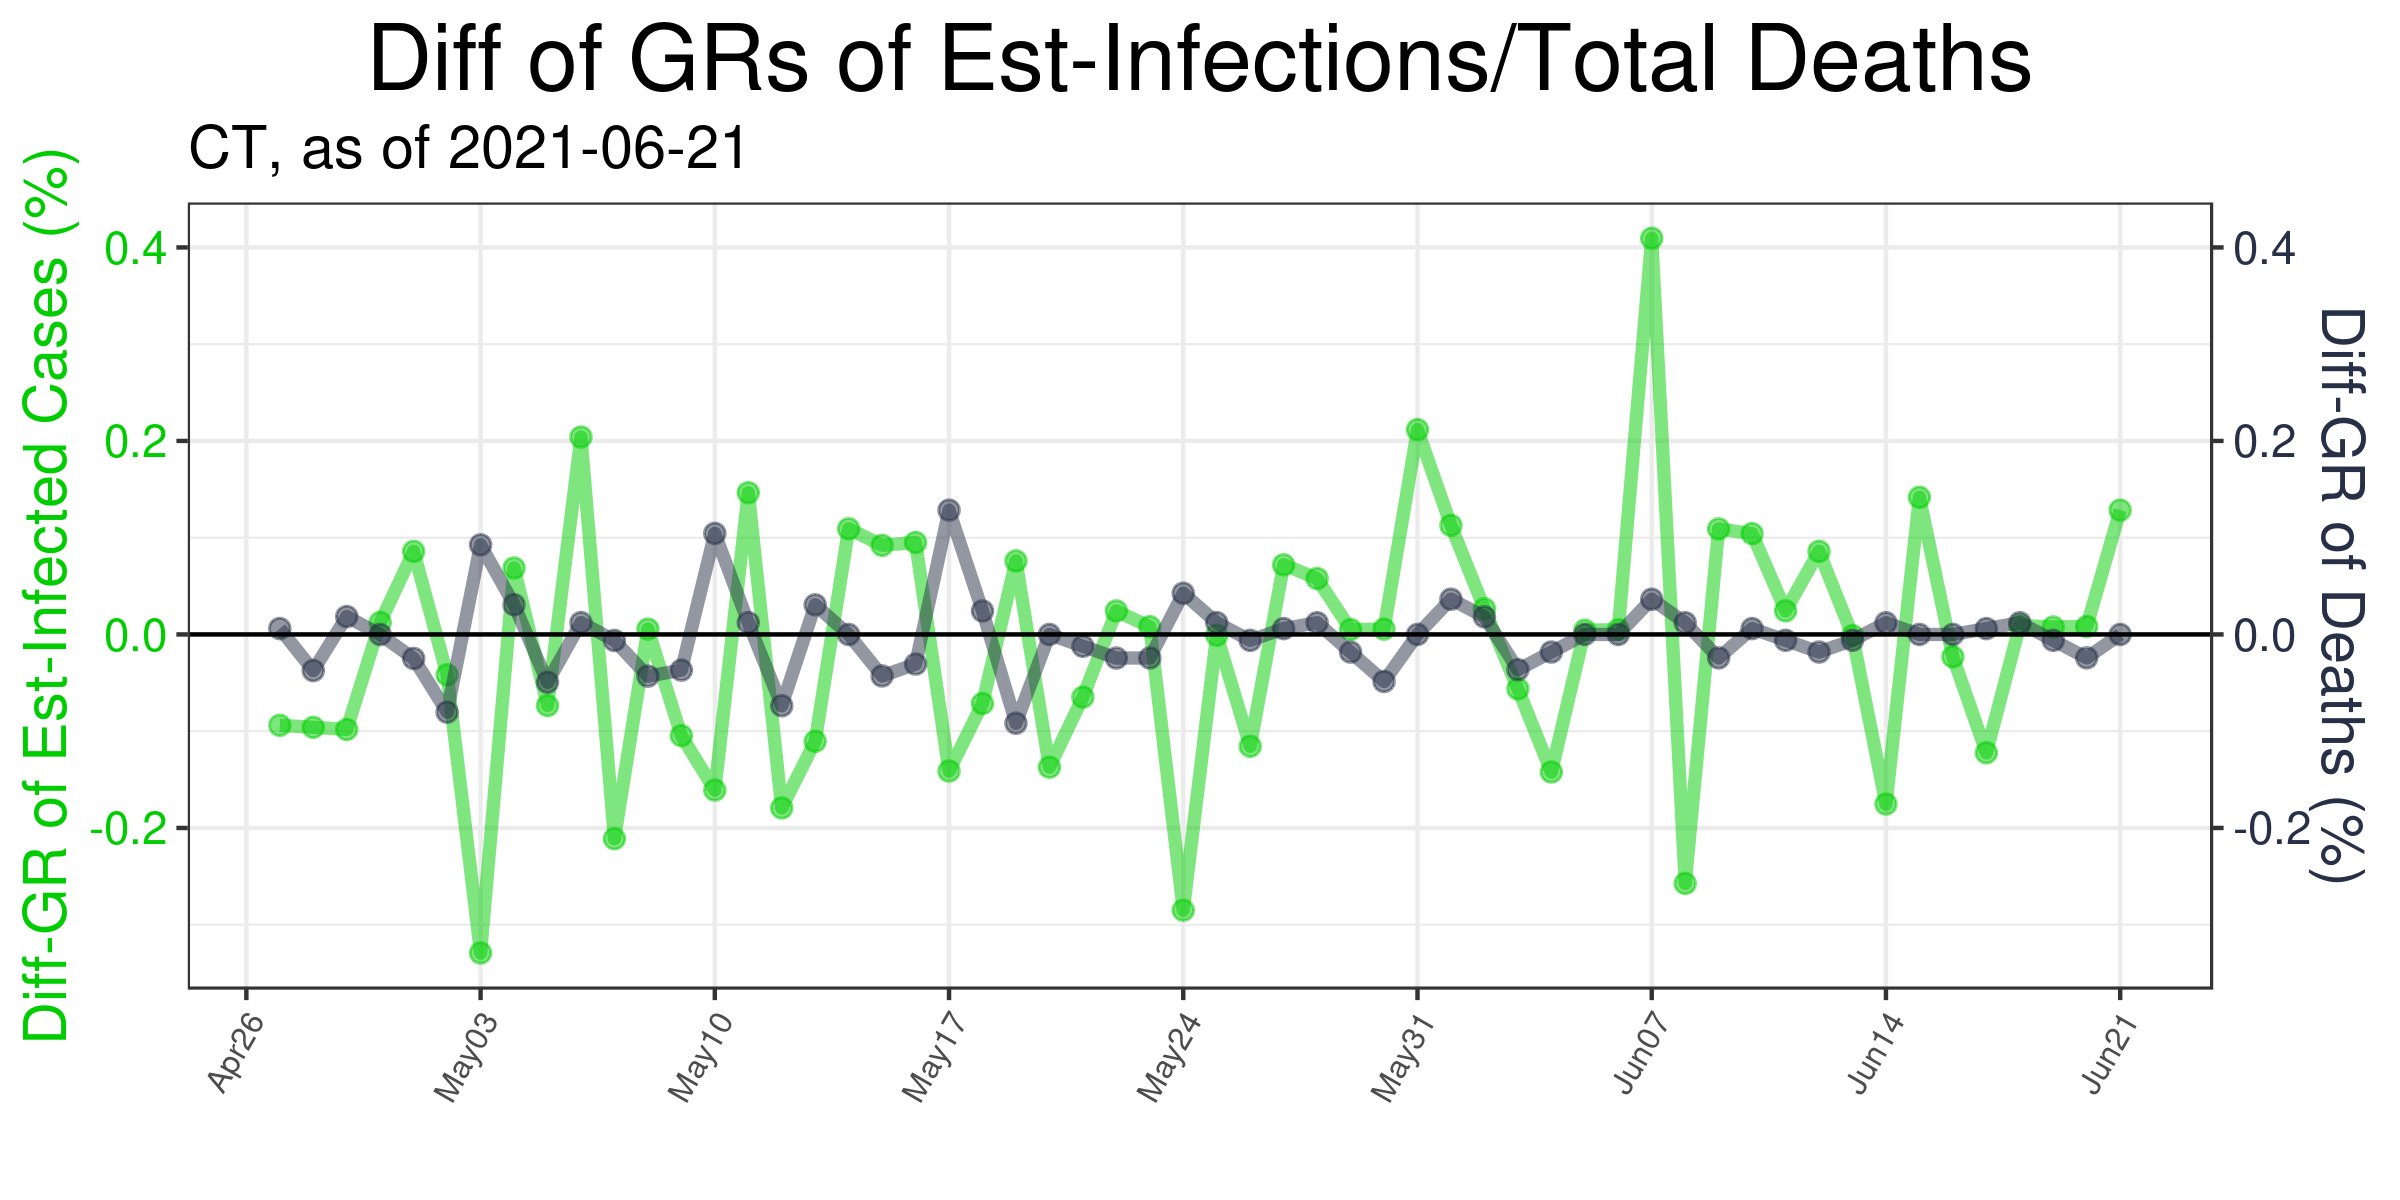 Diff of GRs of Est-Infections/Total Deaths
CT, as of 2021-06-21
Diff-GR of Est-Infected Cases (%)
0.4
0.2
0.0
-0.2
0.4
0.2
0.0
-0.2
Diff-GR of Deaths (%)
Apr26
May03
May10
May17
May24
May31
Jun07
Jun14
Jun21